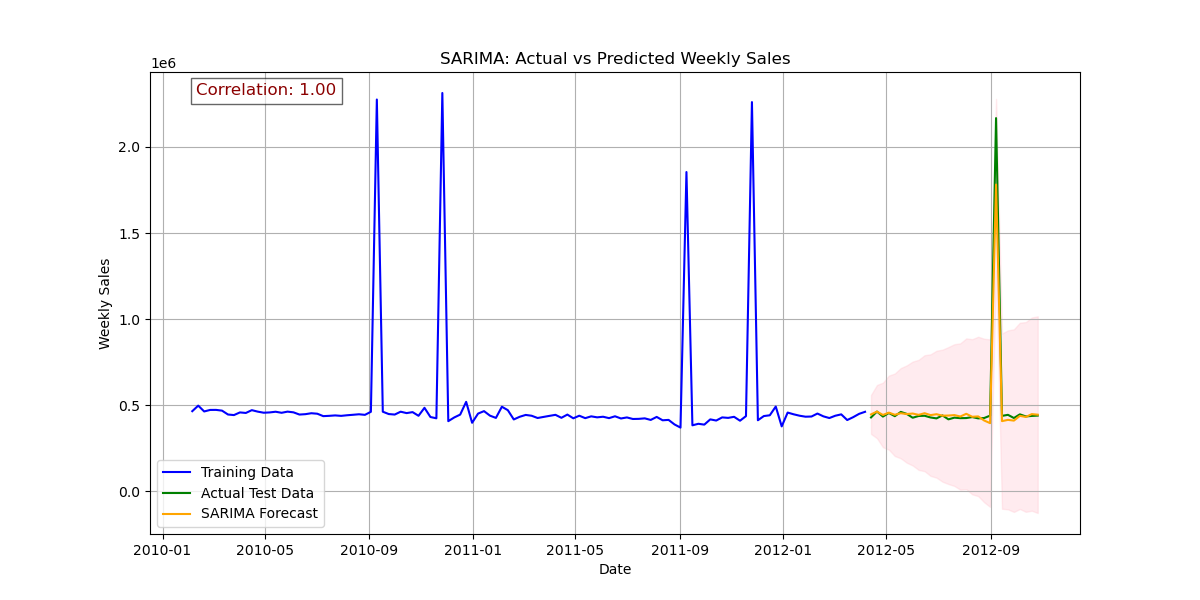 SARIMA: Actual vs Predicted Weekly Sales
1e6
Correlation: 1.00
2.0
1.5
1.0
0.5
0.0
Weekly Sales
Training Data
Actual Test Data
SARIMA Forecast
2010-01 2010-05 2010-09 2011-01 2011-05 2011-09 2012-01 2012-05 2012-09
Date